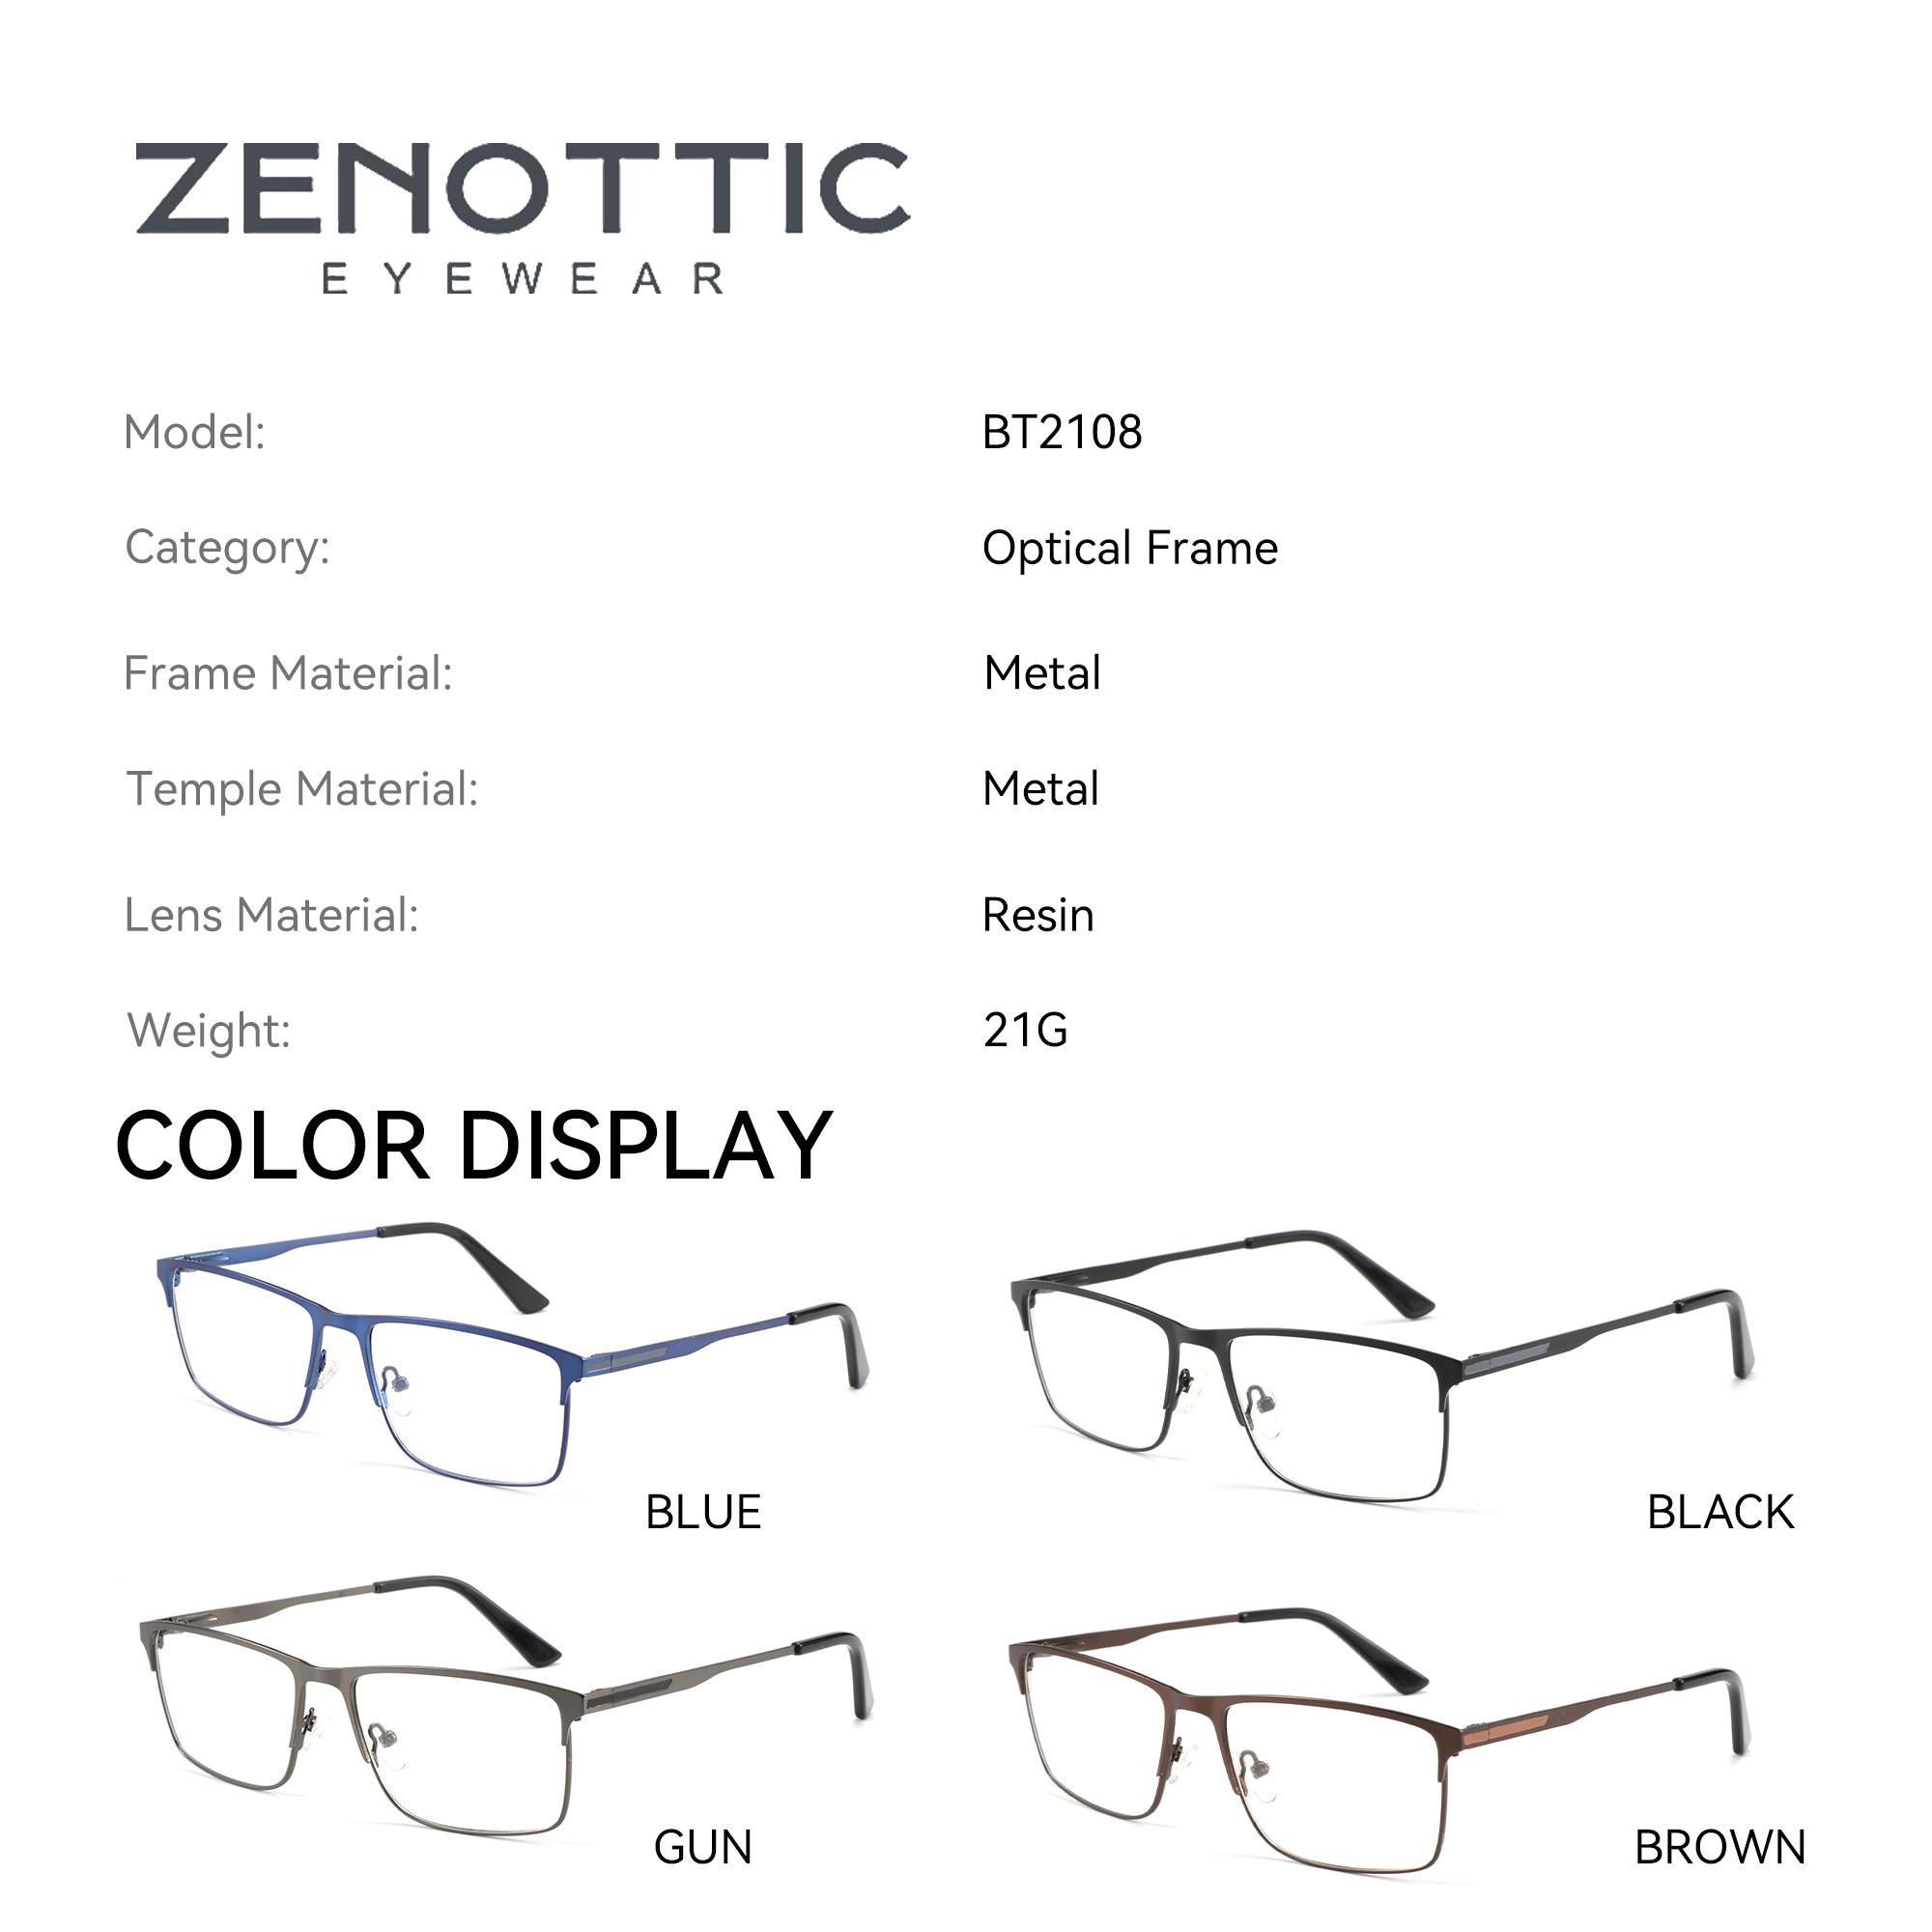 ZENOTTIC
EYEWEAR
Model: BT2108
Category: Optical Frame
Frame Material: Metal
Temple Material: Metal
Lens Material: Resin
Weight: 21G
COLOR DISPLAY
BLUE
BLACK
GUN
BROWN